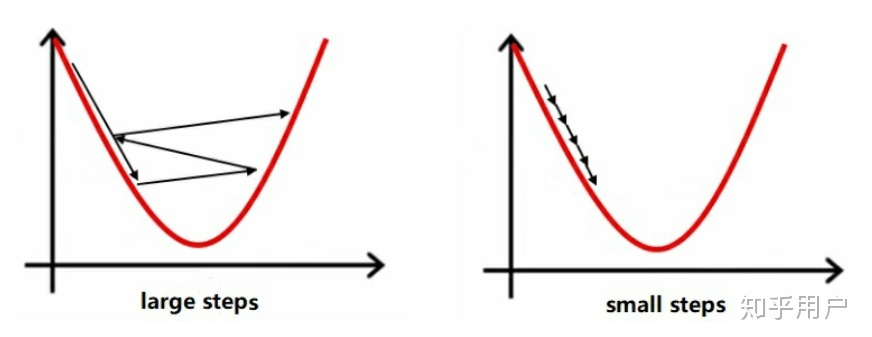 large steps
small steps
知乎用户